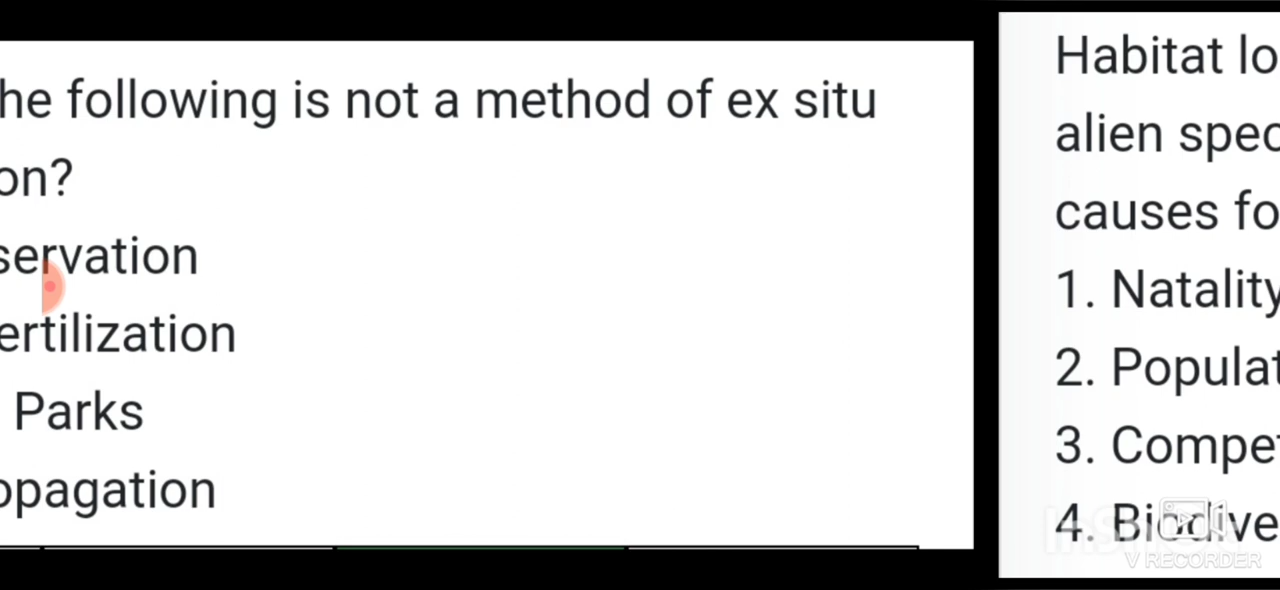 he following is not a method of ex situ
on?
servation
ertilization
Parks
opagation
Habitat lo
alien spec
causes fo
1. Natality
2. Populat
3. Compet
4. Biodive
V RECORDER